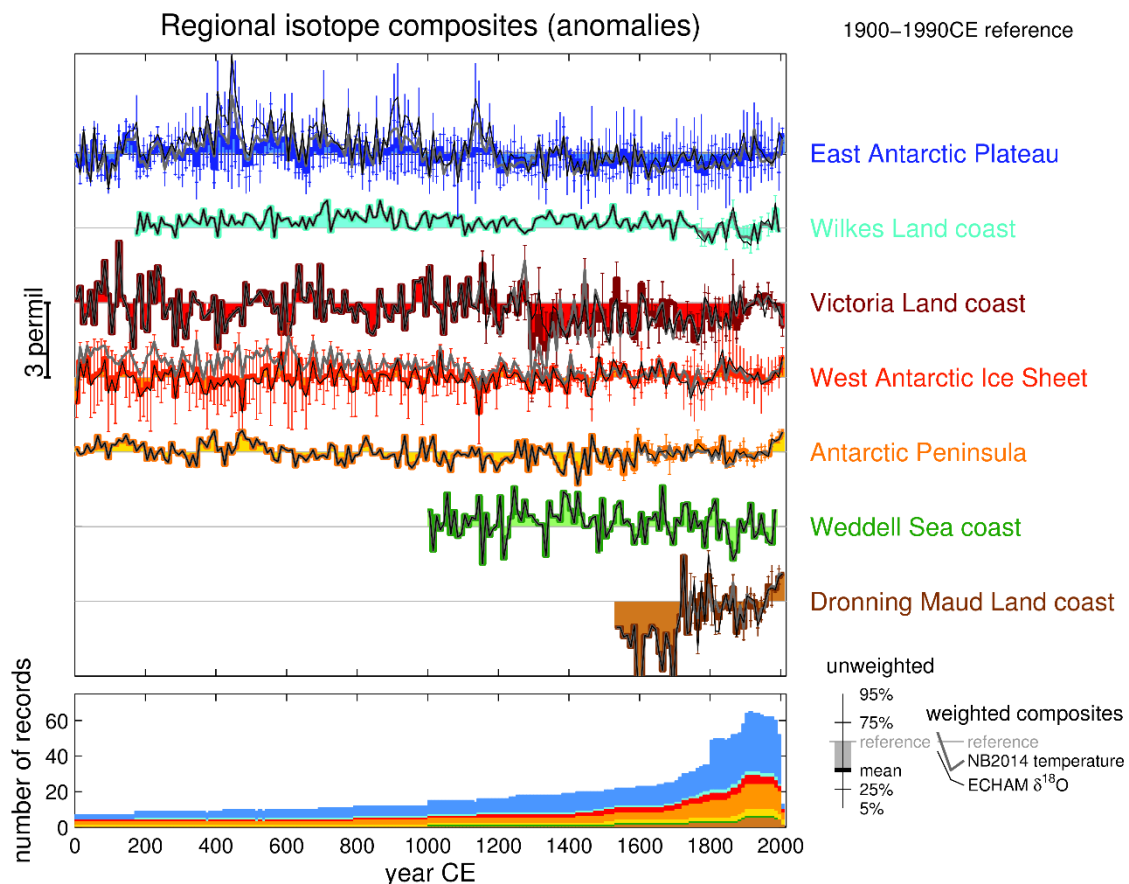 Regional isotope composites (anomalies)
1900−1990CE reference
East Antarctic Plateau
Wilkes Land coast
Victoria Land coast
3 permil
West Antarctic Ice Sheet
Antarctic Peninsula
Weddell Sea coast
Dronning Maud Land coast
unweighted
95%
75%
reference
mean
25%
5%
weighted composites
reference
NB2014 temperature
ECHAM δ¹⁸O
number of records
60
40
20
0
0 200 400 600 800 1000 1200 1400 1600 1800 2000
year CE